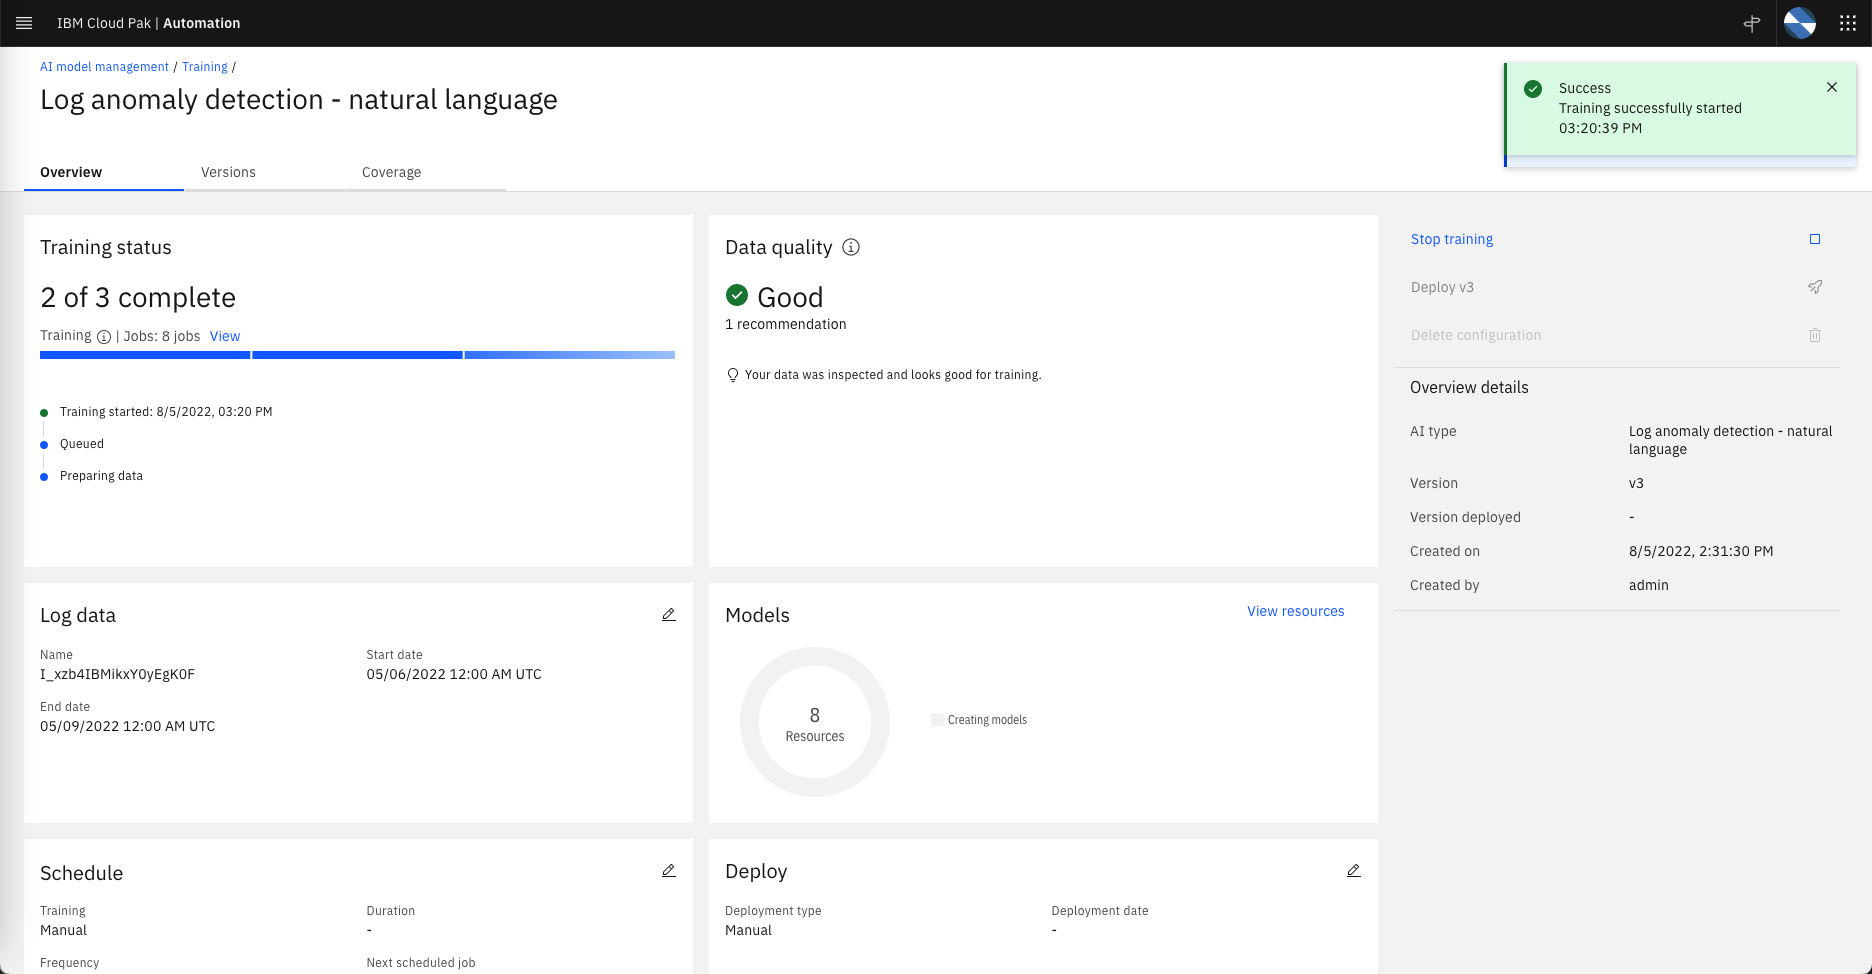 IBM Cloud Pak | Automation
AI model management / Training /
Log anomaly detection - natural language
Success
Training successfully started
03:20:39 PM
Overview
Versions
Coverage
Training status
2 of 3 complete
Training | Jobs: 8 jobs View
Training started: 8/5/2022, 03:20 PM
Queued
Preparing data
Data quality
Good
1 recommendation
Your data was inspected and looks good for training.
Stop training
Deploy v3
Delete configuration
Overview details
AI type
Log anomaly detection - natural
language
Version
v3
Version deployed
-
Created on
8/5/2022, 2:31:30 PM
Created by
admin
Log data
Name
I_xzb4IBMikxY0yEgK0F
Start date
05/06/2022 12:00 AM UTC
End date
05/09/2022 12:00 AM UTC
Models
View resources
8
Resources
Creating models
Schedule
Training
Manual
Duration
-
Frequency
Next scheduled job
Deploy
Deployment type
Manual
Deployment date
-